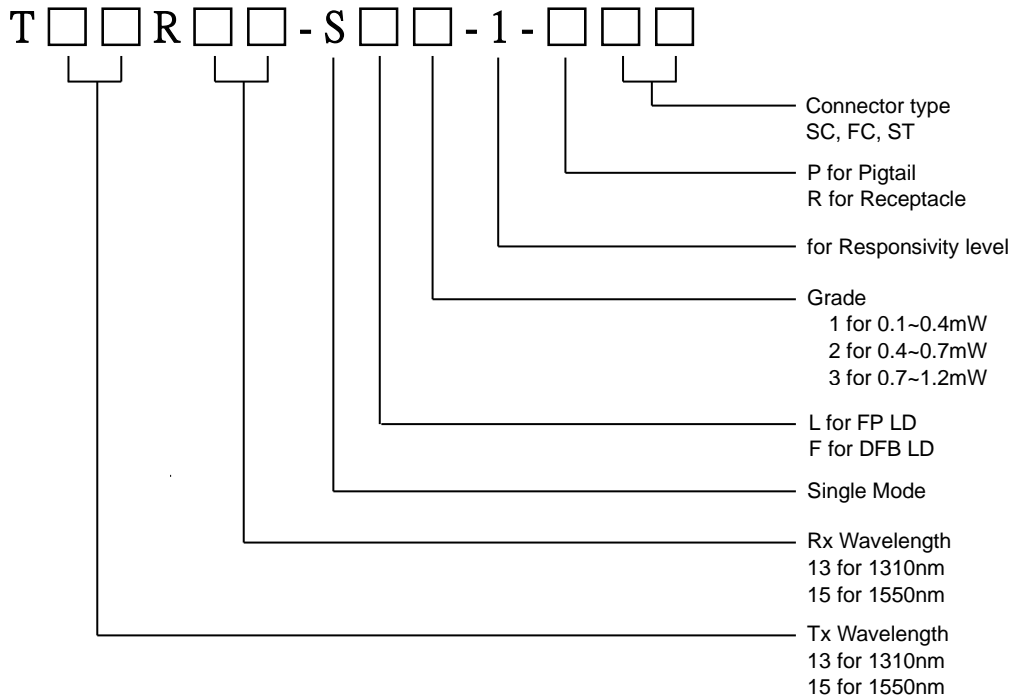 T□□R□□-S□□-1-□□□
Connector type
SC, FC, ST
P for Pigtail
R for Receptacle
for Responsivity level
Grade
1 for 0.1~0.4mW
2 for 0.4~0.7mW
3 for 0.7~1.2mW
L for FP LD
F for DFB LD
Single Mode
Rx Wavelength
13 for 1310nm
15 for 1550nm
Tx Wavelength
13 for 1310nm
15 for 1550nm